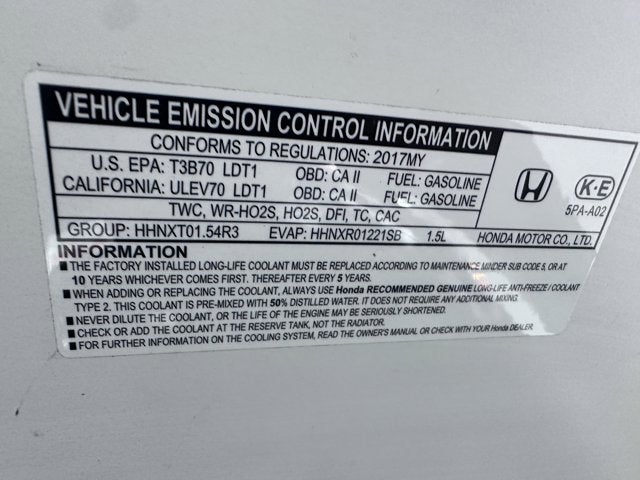 VEHICLE EMISSION CONTROL INFORMATION
CONFORMS TO REGULATIONS: 2017MY
U.S. EPA: T3B70 LDT1 OBD: CA II FUEL: GASOLINE
CALIFORNIA: ULEV70 LDT1 OBD: CA II FUEL: GASOLINE
TWC, WR-HO2S, HO2S, DFI, TC, CAC
K·E
5PA-A02
GROUP: HHNXT01.54R3 EVAP: HHNXR01221SB 1.5L HONDA MOTOR CO., LTD.
INFORMATION
■ THE FACTORY INSTALLED LONG-LIFE COOLANT MUST BE REPLACED ACCORDING TO MAINTENANCE MINDER SUB CODE 5, OR AT
10 YEARS WHICHEVER COMES FIRST. THEREAFTER EVERY 5 YEARS.
■ WHEN ADDING OR REPLACING THE COOLANT, ALWAYS USE Honda RECOMMENDED GENUINE LONG-LIFE ANTI-FREEZE / COOLANT
TYPE 2. THIS COOLANT IS PRE-MIXED WITH 50% DISTILLED WATER. IT DOES NOT REQUIRE ANY ADDITIONAL MIXING.
■ NEVER DILUTE THE COOLANT, OR THE LIFE OF THE ENGINE MAY BE SERIOUSLY SHORTENED.
■ CHECK OR ADD THE COOLANT AT THE RESERVE TANK, NOT THE RADIATOR.
■ FOR FURTHER INFORMATION ON THE COOLING SYSTEM, READ THE OWNER'S MANUAL OR CHECK WITH YOUR Honda DEALER.